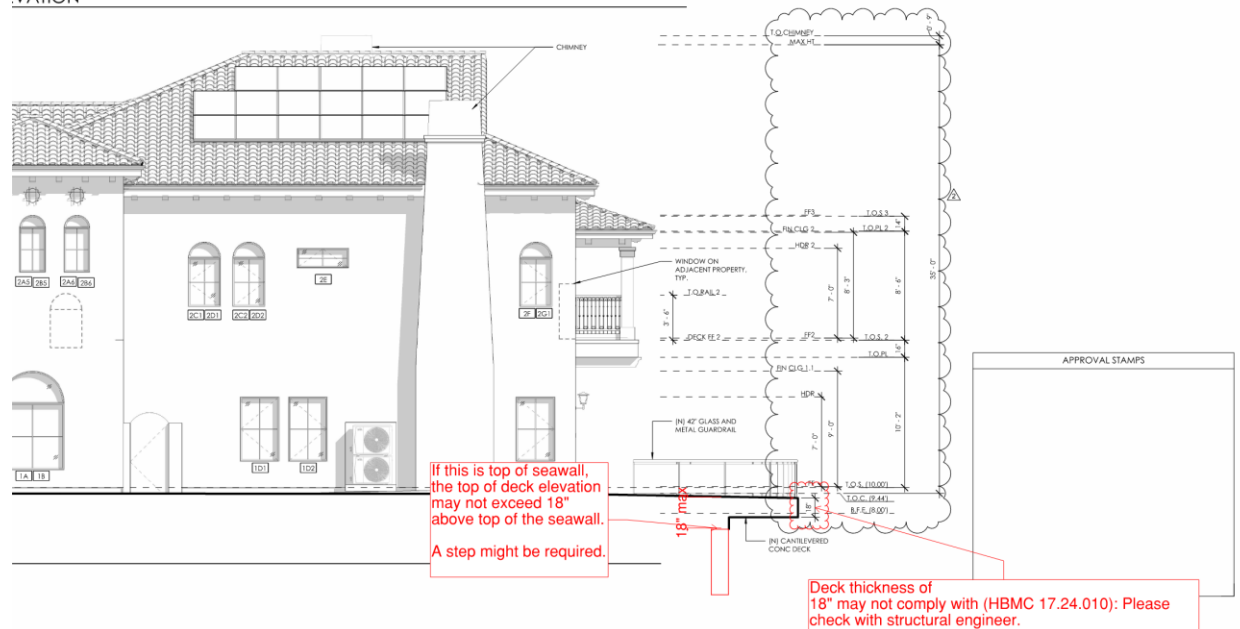 EVATION
T.O.CHIMNEY
MAX HT
CHIMNEY
2
35' - 0"
FF3
T.O.S. 3
14"
FIN CLG 2
T.O.PL 2
HDR 2
WINDOW ON
ADJACENT PROPERTY,
TYP.
7' - 0"
8' - 3"
8' - 6"
T.O.RAIL 2
3' - 6"
DECK FF 2
FF2
T.O.S. 2
16"
T.O.PL
FIN CLG 1.1
HDR
7' - 0"
9' - 0"
10' - 2"
2A5 2B5
2A6 2B6
2C1 2D1
2C2 2D2
2E
2F 2G1
1A 1B
1D1
1D2
(N) 42" GLASS AND
METAL GUARDRAIL
T.O.S. (10.00')
T.O.C. (9.44')
B.F.E. (8.00')
18"
(N) CANTILEVERED
CONC DECK
APPROVAL STAMPS
If this is top of seawall,
the top of deck elevation
may not exceed 18"
above top of the seawall.
A step might be required.
18" max
Deck thickness of
18" may not comply with (HBMC 17.24.010): Please
check with structural engineer.